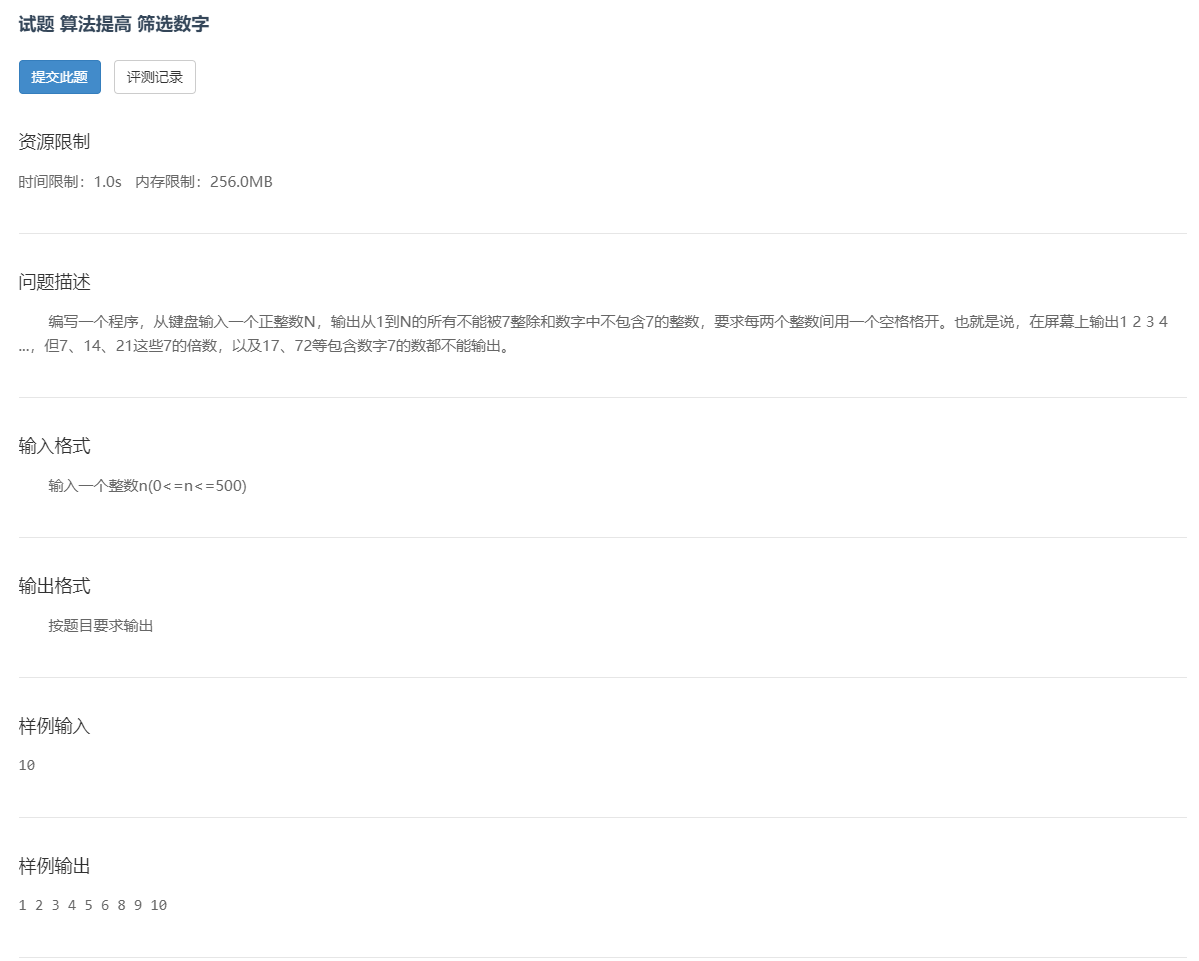 试题 算法提高 筛选数字
提交此题 评测记录
资源限制
时间限制：1.0s 内存限制：256.0MB
问题描述
编写一个程序，从键盘输入一个正整数N，输出从1到N的所有不能被7整除和数字中不包含7的整数，要求每两个整数间用一个空格格开。也就是说，在屏幕上输出1 2 3 4
...，但7、14、21这些7的倍数，以及17、72等包含数字7的数都不能输出。
输入格式
输入一个整数n(0<=n<=500)
输出格式
按题目要求输出
样例输入
10
样例输出
1 2 3 4 5 6 8 9 10